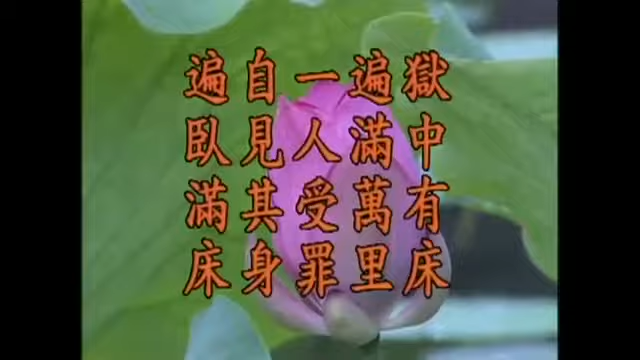 獄中有床
遍滿萬里
一人受罪
自見其身
遍臥滿床